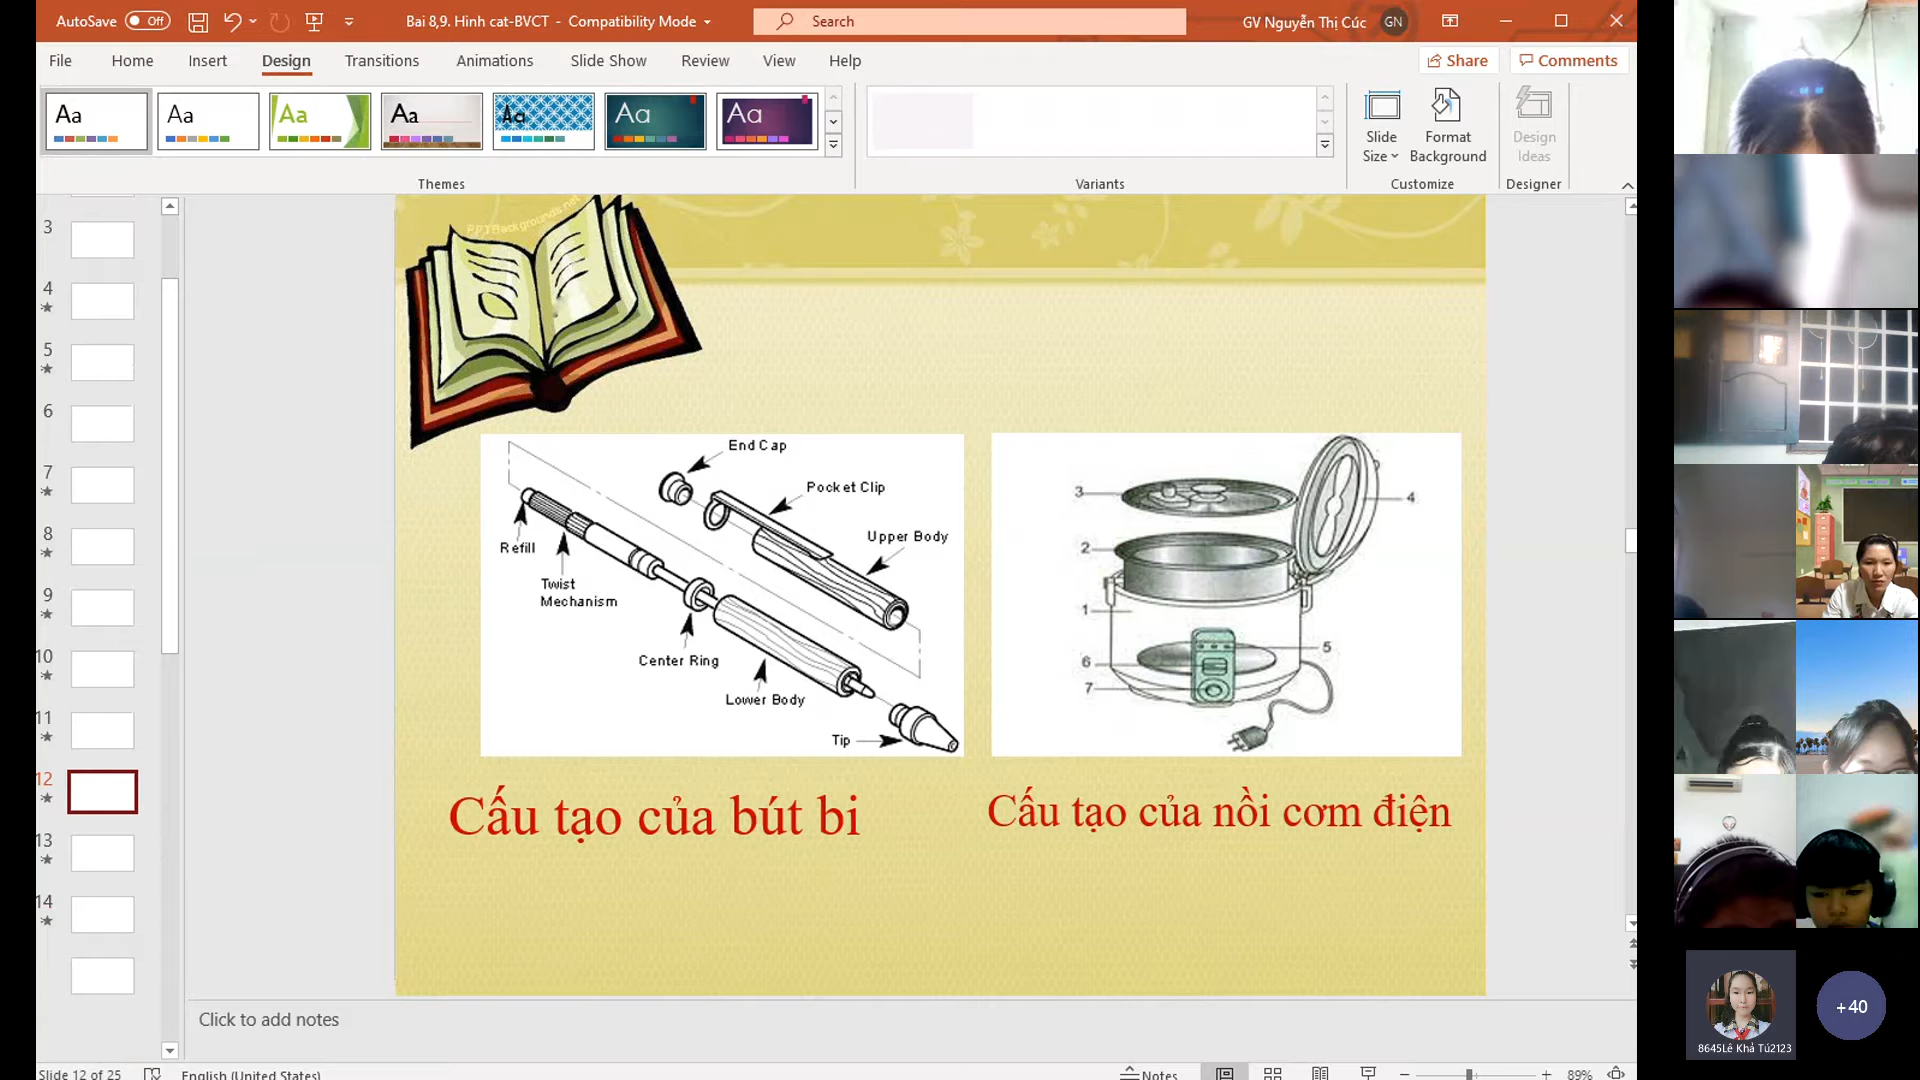 AutoSave Off
Bai 8,9. Hinh cat-BVCT - Compatibility Mode
Search
GV Nguyễn Thị Cúc GN
File Home Insert Design Transitions Animations Slide Show Review View Help
Share Comments
Aa Aa Aa Aa Aa Aa Aa
Slide Size
Format Background
Design Ideas
Themes Variants Customize Designer
3
4
5
6
7
8
9
10
11
12
13
14
PPTBackgrounds.net
End Cap
Pocket Clip
Upper Body
Refill
Twist
Mechanism
Center Ring
Lower Body
Tip
3
4
2
1
5
6
7
Cấu tạo của bút bi
Cấu tạo của nồi cơm điện
Click to add notes
Slide 12 of 25 English (United States) Notes 89%
8645Lê Khả Tú2123
+40